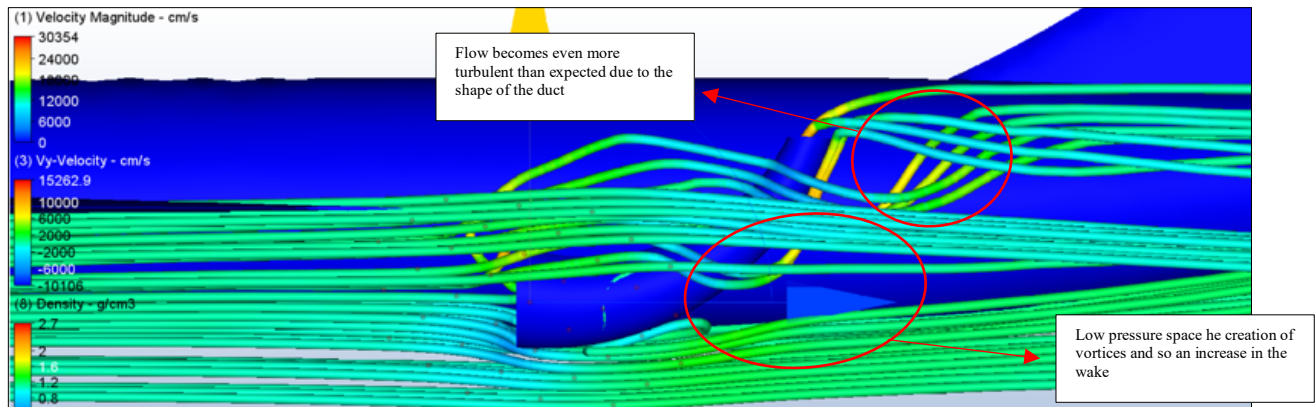 (1) Velocity Magnitude - cm/s
30354
24000
18000
12000
6000
0
(3) Vy-Velocity - cm/s
15262.9
10000
6000
2000
-2000
-6000
-10106
(8) Density - g/cm3
2.7
2
1.6
1.2
0.8
Flow becomes even more
turbulent than expected due to the
shape of the duct
Low pressure space he creation of
vortices and so an increase in the
wake